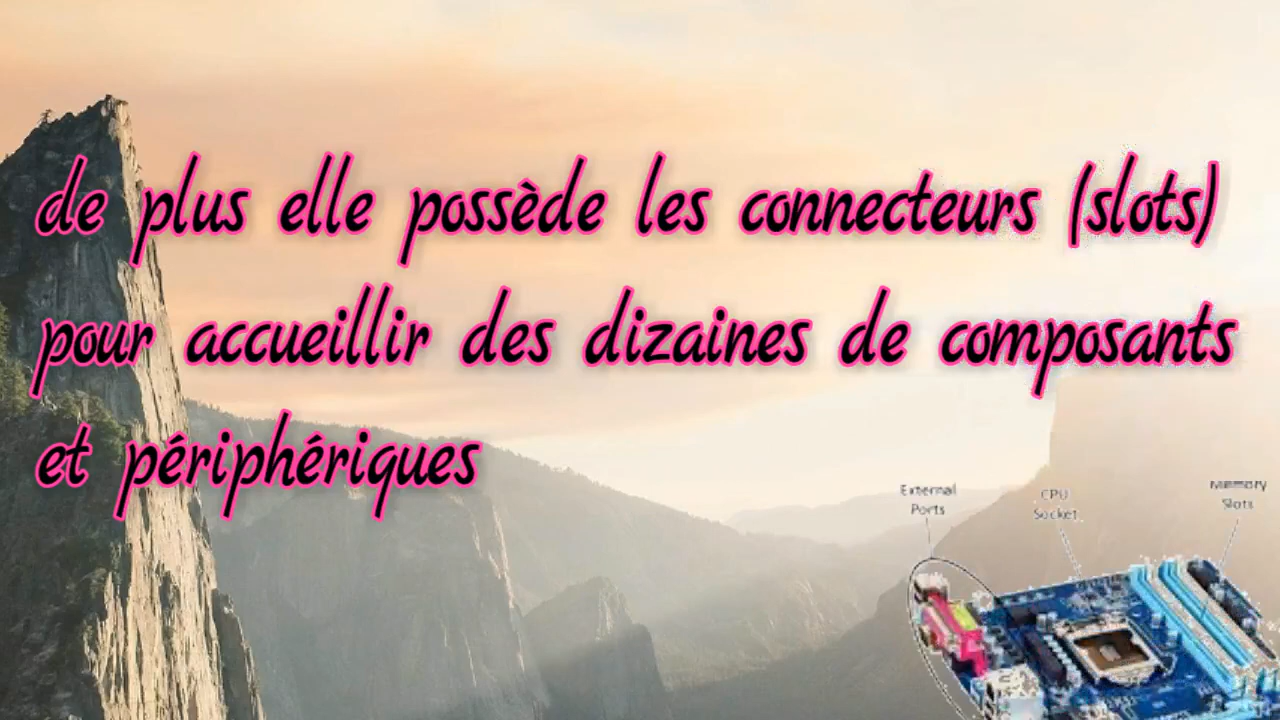 de plus elle possède les connecteurs (slots)
pour accueillir des dizaines de composants
et périphériques
External
Ports
CPU
Socket
Memory
Slots